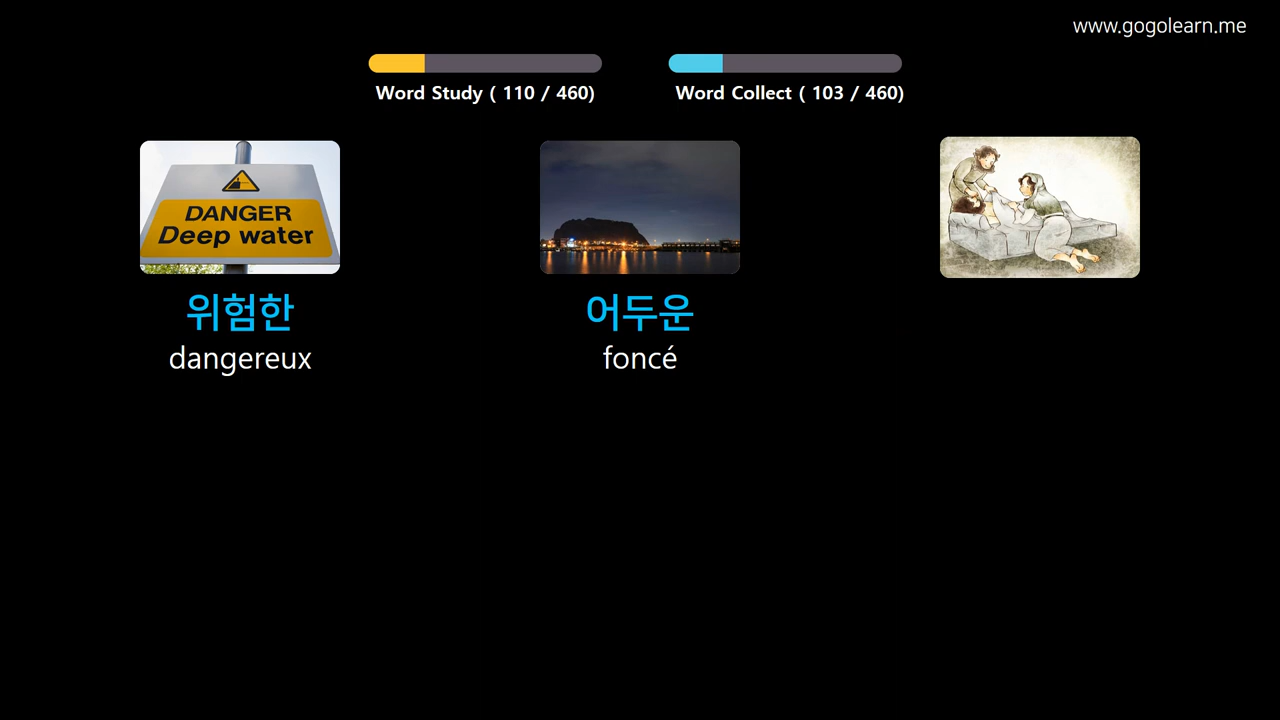 www.gogolearn.me
Word Study ( 110 / 460)
Word Collect ( 103 / 460)
DANGER
Deep water
위험한
dangereux
어두운
foncé